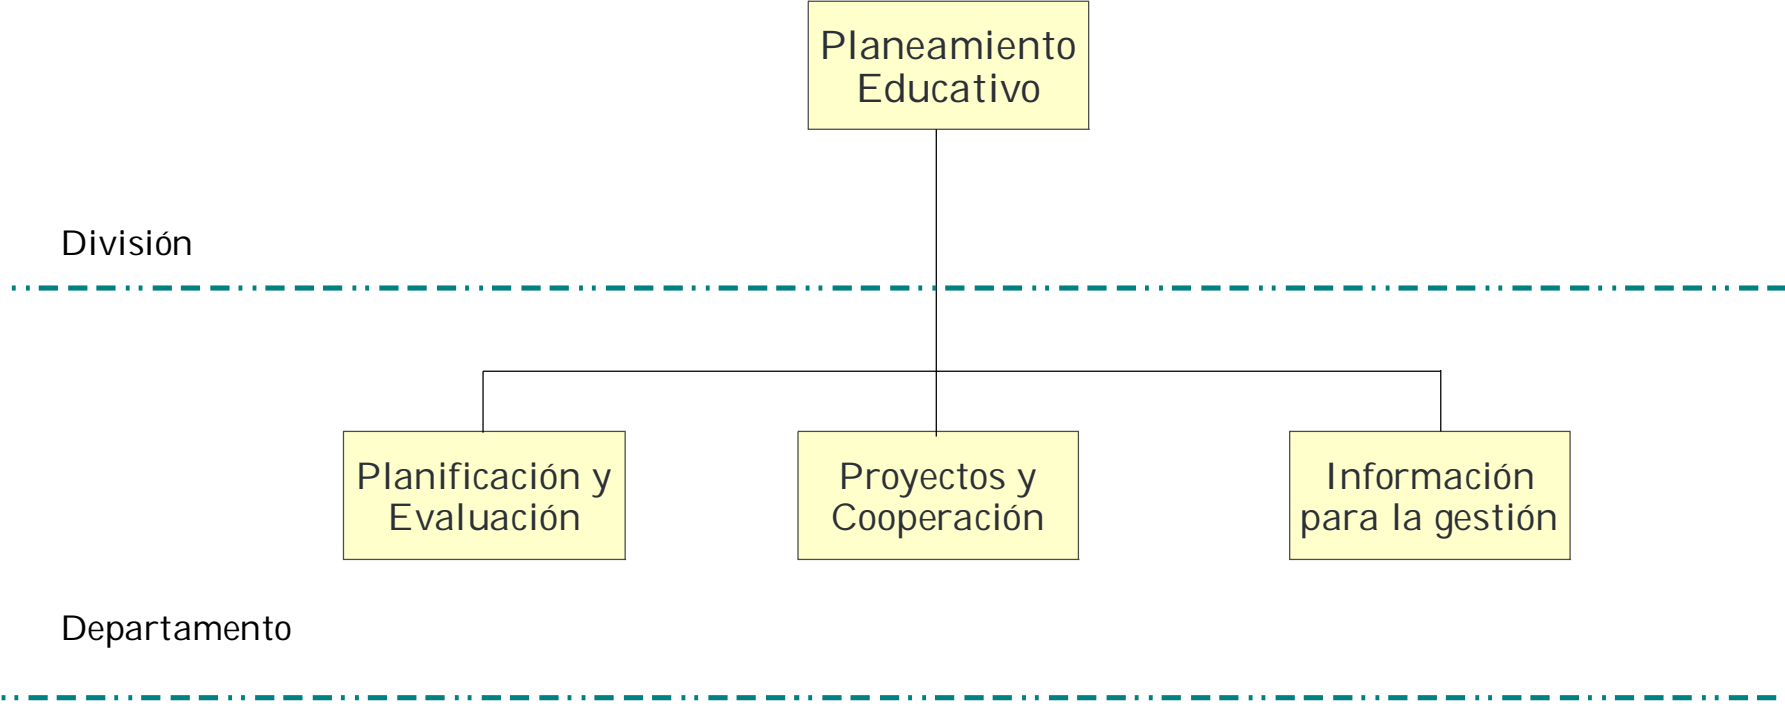 Planeamiento
Educativo
División
Planificación y
Evaluación
Proyectos y
Cooperación
Información
para la gestión
Departamento